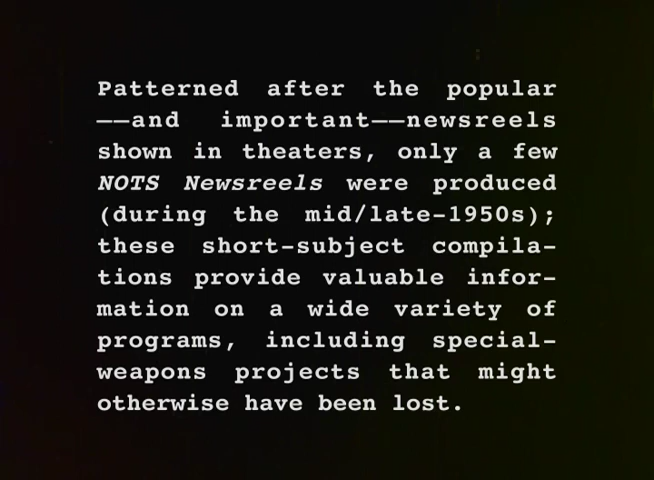 Patterned after the popular
——and important——newsreels
shown in theaters, only a few
NOTS Newsreels were produced
(during the mid/late-1950s);
these short-subject compila-
tions provide valuable infor-
mation on a wide variety of
programs, including special-
weapons projects that might
otherwise have been lost.